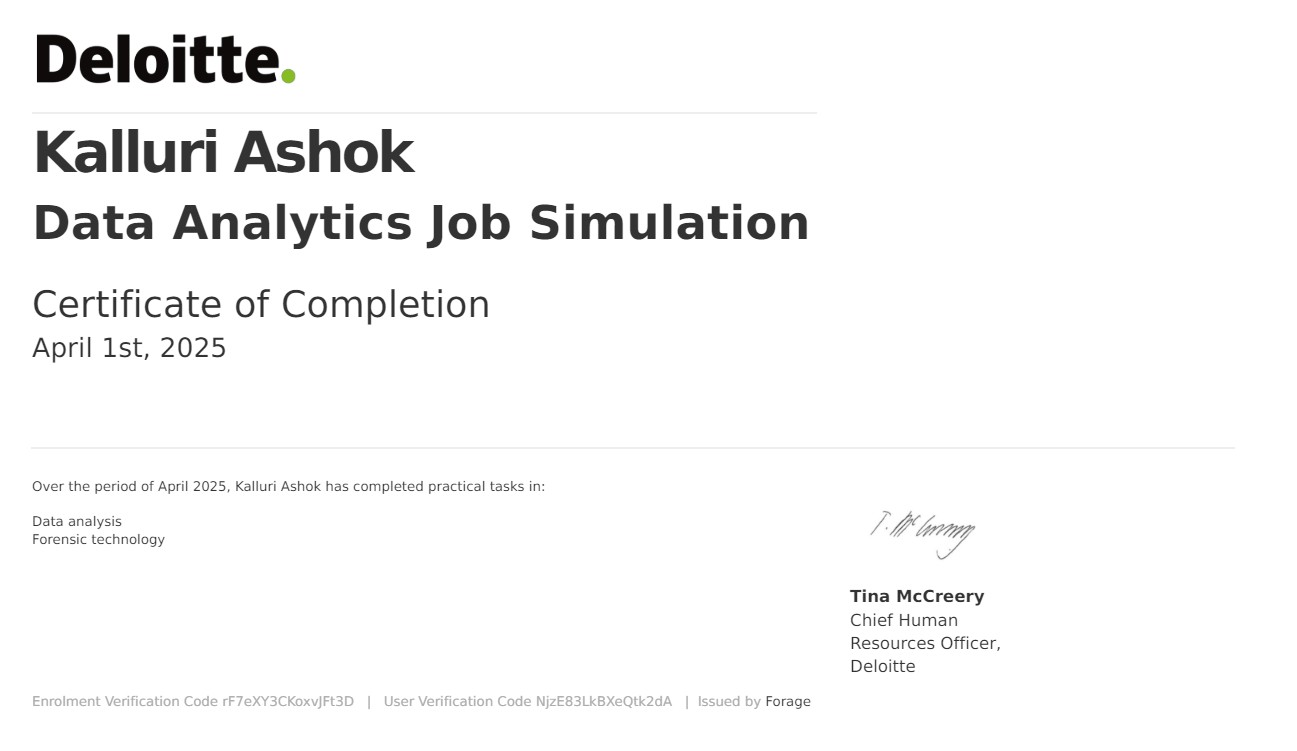 Deloitte.
Kalluri Ashok
Data Analytics Job Simulation
Certificate of Completion
April 1st, 2025
Over the period of April 2025, Kalluri Ashok has completed practical tasks in:
Data analysis
Forensic technology
T. McCreery
Tina McCreery
Chief Human
Resources Officer,
Deloitte
Enrolment Verification Code rF7eXY3CKoxvJFt3D | User Verification Code NjzE83LkBXeQtk2dA | Issued by Forage